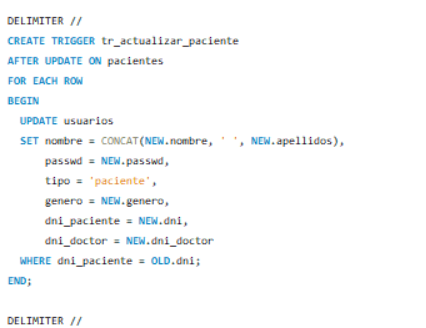 DELIMITER //
CREATE TRIGGER tr_actualizar_paciente
AFTER UPDATE ON pacientes
FOR EACH ROW
BEGIN
UPDATE usuarios
SET nombre = CONCAT(NEW.nombre, ' ', NEW.apellidos),
passwd = NEW.passwd,
tipo = 'paciente',
genero = NEW.genero,
dni_paciente = NEW.dni,
dni_doctor = NEW.dni_doctor
WHERE dni_paciente = OLD.dni;
END;
DELIMITER //